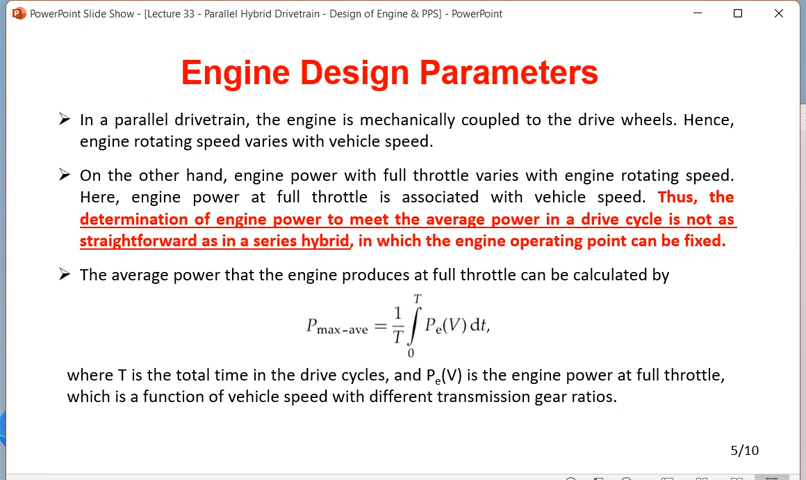 PowerPoint Slide Show - [Lecture 33 - Parallel Hybrid Drivetrain - Design of Engine & PPS] - PowerPoint
Engine Design Parameters
➢ In a parallel drivetrain, the engine is mechanically coupled to the drive wheels. Hence,
engine rotating speed varies with vehicle speed.
➢ On the other hand, engine power with full throttle varies with engine rotating speed.
Here, engine power at full throttle is associated with vehicle speed. Thus, the
determination of engine power to meet the average power in a drive cycle is not as
straightforward as in a series hybrid, in which the engine operating point can be fixed.
➢ The average power that the engine produces at full throttle can be calculated by
P_max-ave = 1/T ∫_0^T P_e(V) dt,
where T is the total time in the drive cycles, and P_e(V) is the engine power at full throttle,
which is a function of vehicle speed with different transmission gear ratios.
5/10